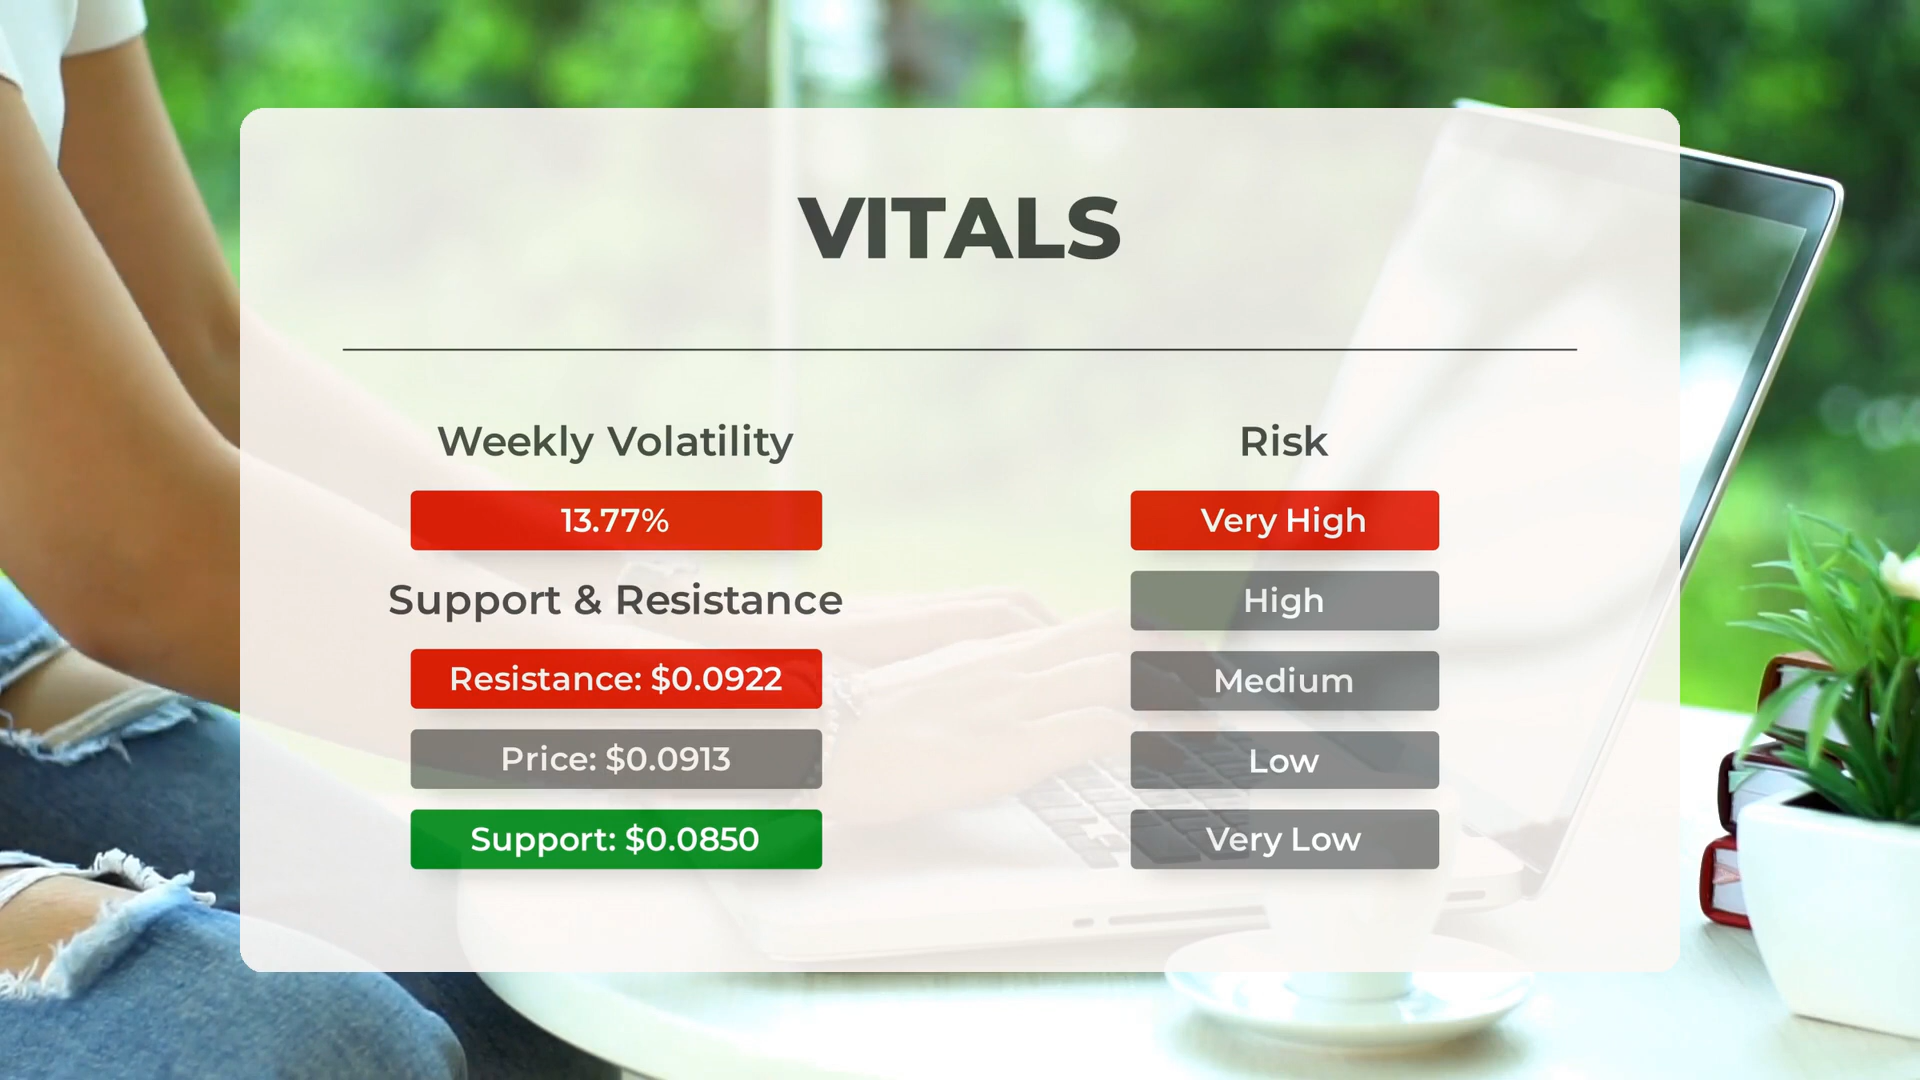 VITALS
Weekly Volatility
13.77%
Support & Resistance
Resistance: $0.0922
Price: $0.0913
Support: $0.0850
Risk
Very High
High
Medium
Low
Very Low